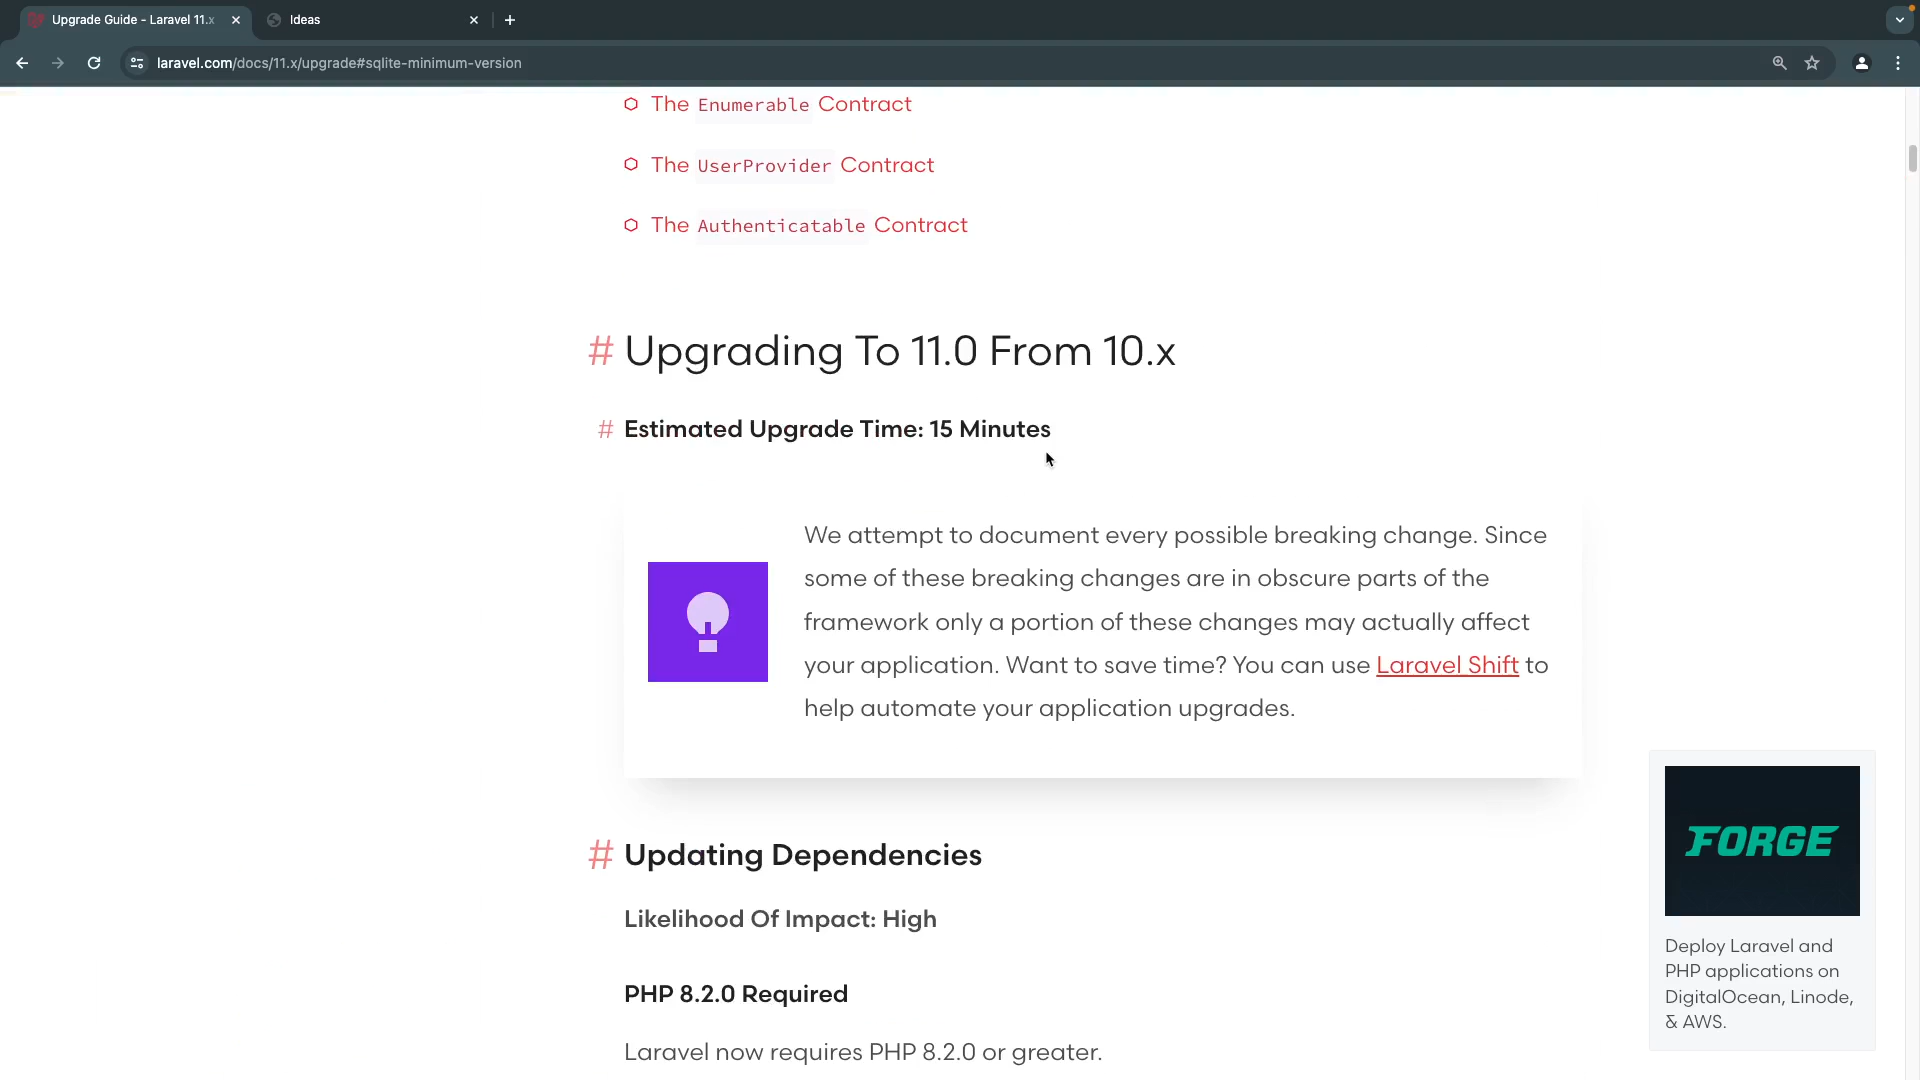 Upgrade Guide - Laravel 11.x
Ideas
laravel.com/docs/11.x/upgrade#sqlite-minimum-version
The Enumerable Contract
The UserProvider Contract
The Authenticatable Contract
# Upgrading To 11.0 From 10.x
# Estimated Upgrade Time: 15 Minutes
We attempt to document every possible breaking change. Since
some of these breaking changes are in obscure parts of the
framework only a portion of these changes may actually affect
your application. Want to save time? You can use Laravel Shift to
help automate your application upgrades.
# Updating Dependencies
Likelihood Of Impact: High
PHP 8.2.0 Required
Laravel now requires PHP 8.2.0 or greater.
FORGE
Deploy Laravel and
PHP applications on
DigitalOcean, Linode,
& AWS.